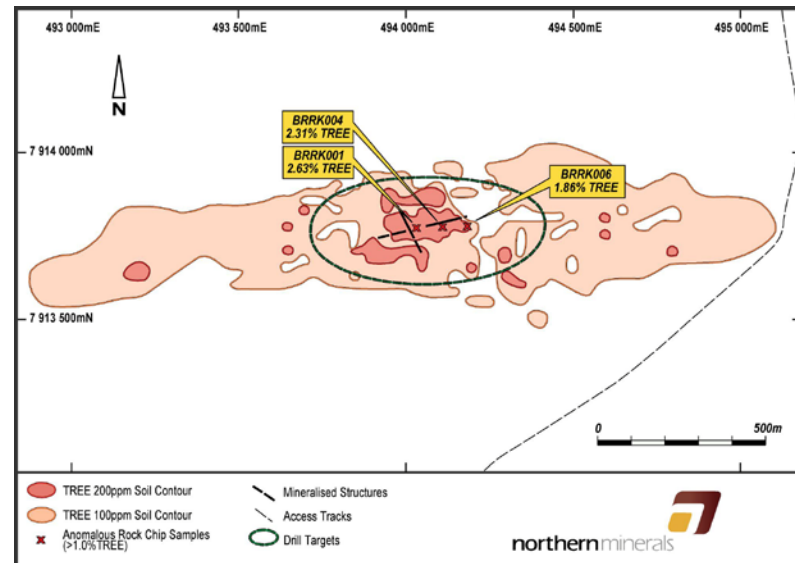 493 000mE
493 500mE
494 000mE
494 500mE
495 000mE
N
BRRK004
2.31% TREE
7 914 000mN
BRRK001
2.63% TREE
BRRK006
1.86% TREE
7 913 500mN
0
500m
TREE 200ppm Soil Contour
TREE 100ppm Soil Contour
Anomalous Rock Chip Samples
(>1.0%TREE)
Mineralised Structures
Access Tracks
Drill Targets
northernminerals